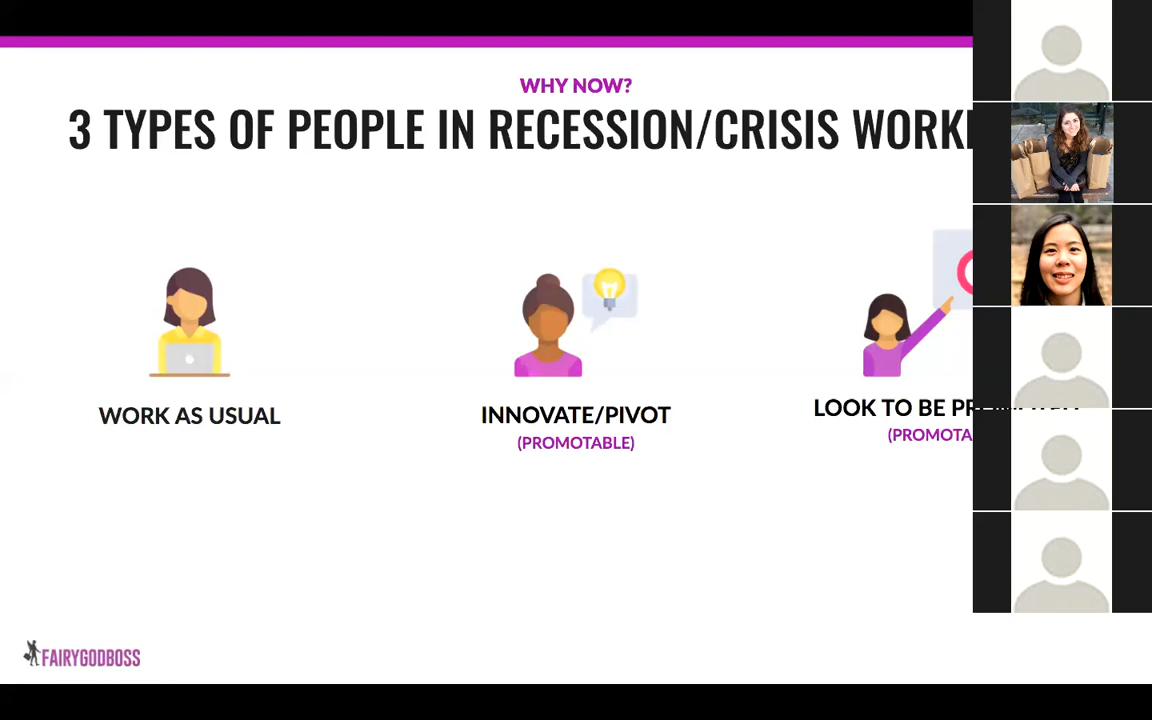 WHY NOW?
3 TYPES OF PEOPLE IN RECESSION/CRISIS
WORK AS USUAL
INNOVATE/PIVOT
(PROMOTABLE)
LOOK TO BE
FAIRYGODBOSS